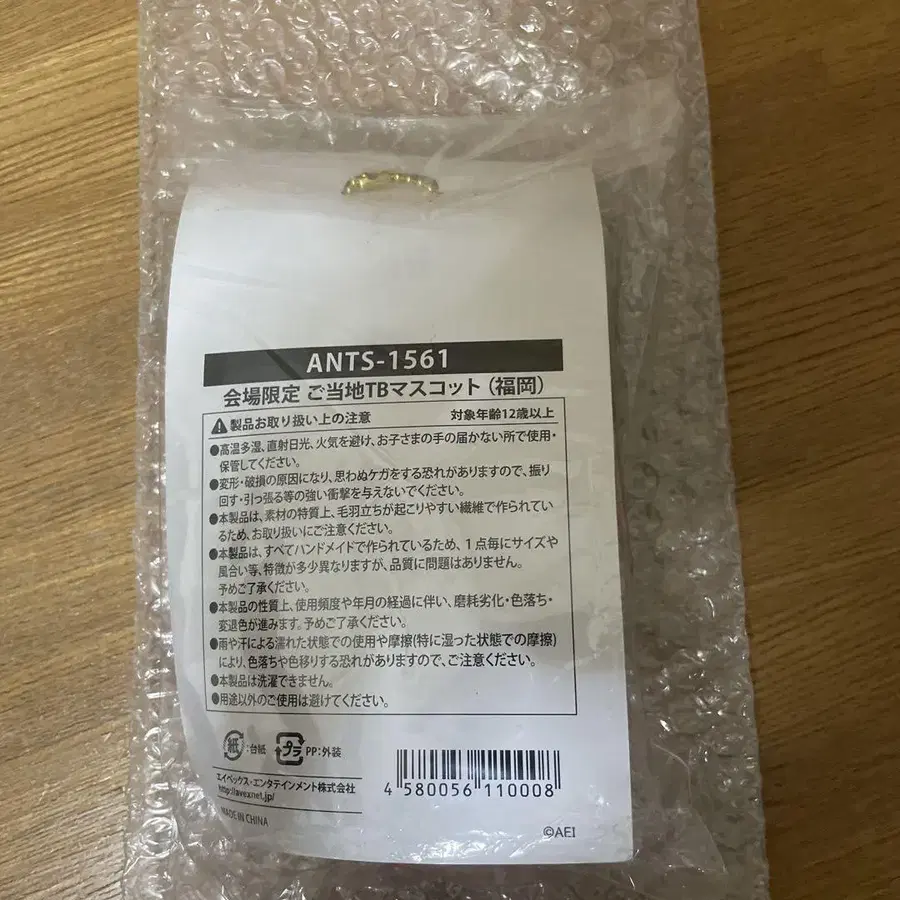 ANTS-1561
会場限定 ご当地TBマスコット（福岡）
製品お取り扱い上の注意 対象年齢12歳以上
●高温多湿、直射日光、火気を避け、お子さまの手の届かない所で使用・
保管してください。
●変形・破損の原因になり、思わぬケガをする恐れがありますので、振り
回す・引っ張る等の強い衝撃を与えないでください。
●本製品は、素材の特質上、毛羽立ちが起こりやすい繊維で作られてい
るため、お取り扱いにご注意ください。
●本製品は、すべてハンドメイドで作られているため、１点毎にサイズや
風合い等、特徴が多少異なりますが、品質に問題はありません。
予めご了承ください。
●本製品の性質上、使用頻度や年月の経過に伴い、磨耗劣化・色落ち・
変退色が進みます。予めご了承ください。
●雨や汗による濡れた状態での使用や摩擦(特に湿った状態での摩擦)
により、色落ちや色移りする恐れがありますので、ご注意ください。
●本製品は洗濯できません。
●用途以外のご使用は避けてください。
紙 :台紙 プラ PP:外装
エイベックス・エンタテインメント株式会社
http://avexnet.jp/
MADE IN CHINA
4 580056 110008
©AEI